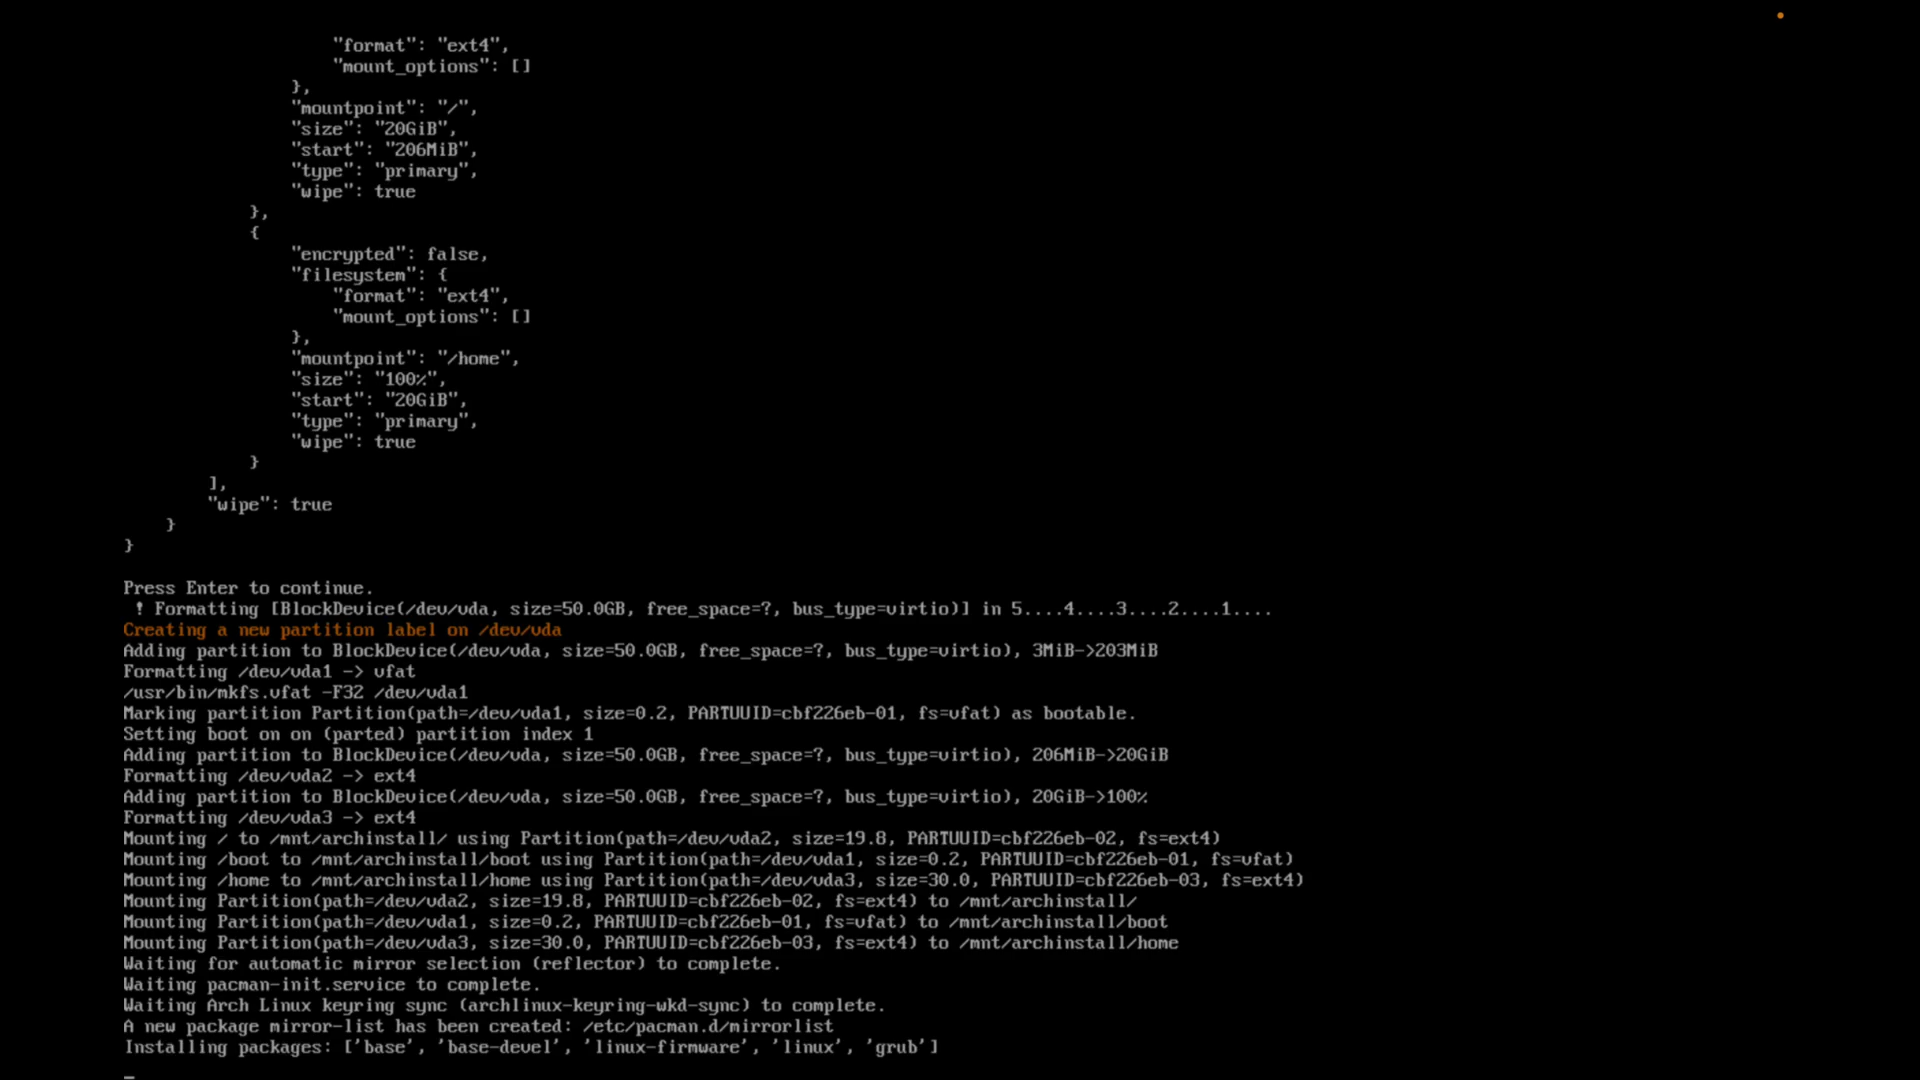 "format": "ext4",
"mount_options": []
},
"mountpoint": "/",
"size": "20GiB",
"start": "206MiB",
"type": "primary",
"wipe": true
},
{
"encrypted": false,
"filesystem": {
"format": "ext4",
"mount_options": []
},
"mountpoint": "/home",
"size": "100%",
"start": "20GiB",
"type": "primary",
"wipe": true
}
],
"wipe": true
}
}
Press Enter to continue.
! Formatting [BlockDevice(/dev/vda, size=50.0GB, free_space=?, bus_type=virtio)] in 5....4....3....2....1....
Creating a new partition label on /dev/vda
Adding partition to BlockDevice(/dev/vda, size=50.0GB, free_space=?, bus_type=virtio), 3MiB->203MiB
Formatting /dev/vda1 -> vfat
/usr/bin/mkfs.vfat -F32 /dev/vda1
Marking partition Partition(path=/dev/vda1, size=0.2, PARTUUID=cbf226eb-01, fs=vfat) as bootable.
Setting boot on on (parted) partition index 1
Adding partition to BlockDevice(/dev/vda, size=50.0GB, free_space=?, bus_type=virtio), 206MiB->20GiB
Formatting /dev/vda2 -> ext4
Adding partition to BlockDevice(/dev/vda, size=50.0GB, free_space=?, bus_type=virtio), 20GiB->100%
Formatting /dev/vda3 -> ext4
Mounting / to /mnt/archinstall/ using Partition(path=/dev/vda2, size=19.8, PARTUUID=cbf226eb-02, fs=ext4)
Mounting /boot to /mnt/archinstall/boot using Partition(path=/dev/vda1, size=0.2, PARTUUID=cbf226eb-01, fs=vfat)
Mounting /home to /mnt/archinstall/home using Partition(path=/dev/vda3, size=30.0, PARTUUID=cbf226eb-03, fs=ext4)
Mounting Partition(path=/dev/vda2, size=19.8, PARTUUID=cbf226eb-02, fs=ext4) to /mnt/archinstall/
Mounting Partition(path=/dev/vda1, size=0.2, PARTUUID=cbf226eb-01, fs=vfat) to /mnt/archinstall/boot
Mounting Partition(path=/dev/vda3, size=30.0, PARTUUID=cbf226eb-03, fs=ext4) to /mnt/archinstall/home
Waiting for automatic mirror selection (reflector) to complete.
Waiting pacman-init.service to complete.
Waiting Arch Linux keyring sync (archlinux-keyring-wkd-sync) to complete.
A new package mirror-list has been created: /etc/pacman.d/mirrorlist
Installing packages: ['base', 'base-devel', 'linux-firmware', 'linux', 'grub']